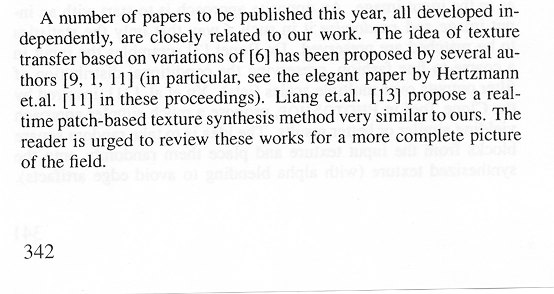 A number of papers to be published this year, all developed in-
dependently, are closely related to our work. The idea of texture
transfer based on variations of [6] has been proposed by several au-
thors [9, 1, 11] (in particular, see the elegant paper by Hertzmann
et.al. [11] in these proceedings). Liang et.al. [13] propose a real-
time patch-based texture synthesis method very similar to ours. The
reader is urged to review these works for a more complete picture
of the field.
342